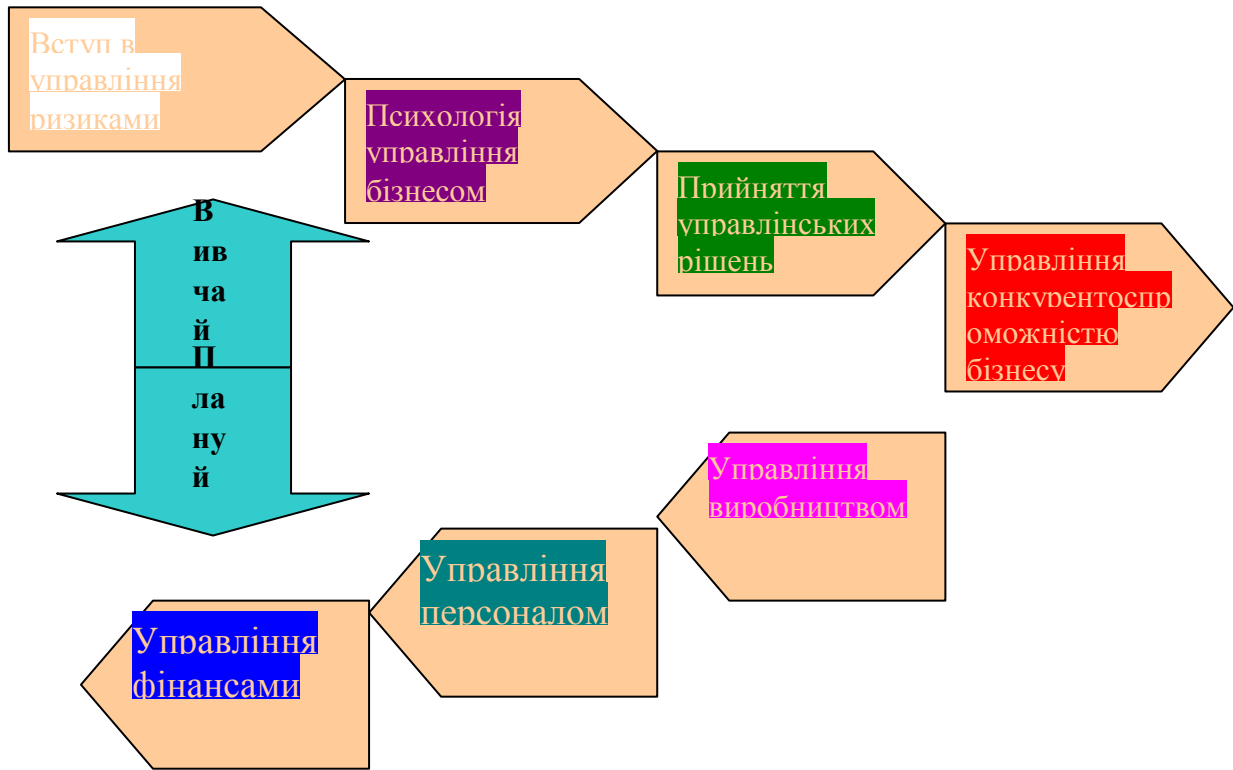 Вступ в
управління
ризиками
Психологія
управління
бізнесом
Прийняття
управлінських
рішень
Управління
конкурентоспр
оможністю
бізнесу
В
ив
ча
й
П
ла
ну
й
Управління
виробництвом
Управління
персоналом
Управління
фінансами